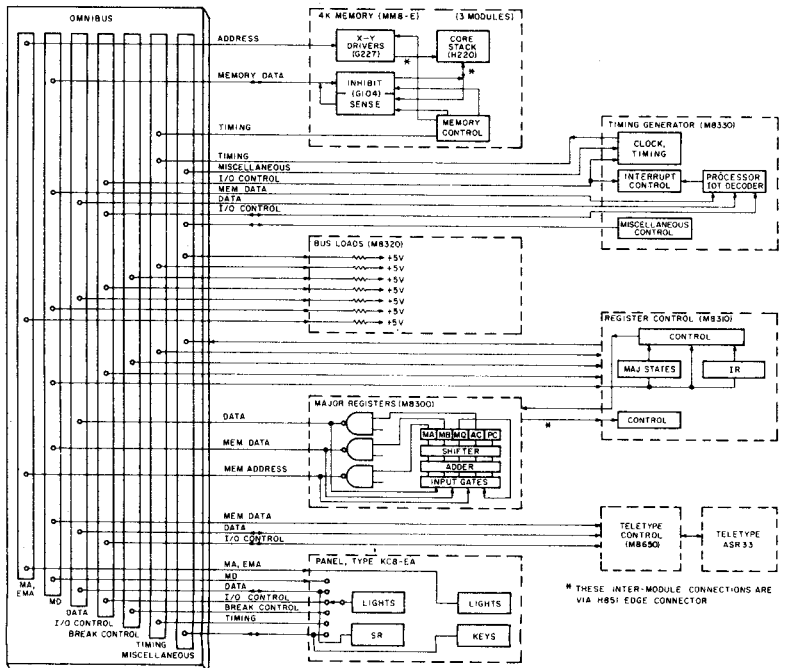 OMNIBUS
4K MEMORY (MM8-E) (3 MODULES)
ADDRESS
X-Y
DRIVERS
(G227)
CORE
STACK
(H220)
*
*
MEMORY DATA
INHIBIT
(G104)
SENSE
MEMORY
CONTROL
TIMING
TIMING GENERATOR (M8330)
CLOCK,
TIMING
TIMING
MISCELLANEOUS
I/O CONTROL
MEM DATA
DATA
I/O CONTROL
INTERRUPT
CONTROL
PROCESSOR
IOT DECODER
MISCELLANEOUS
CONTROL
BUS LOADS (M8320)
+5V
+5V
+5V
+5V
+5V
+5V
+5V
REGISTER CONTROL (M8310)
CONTROL
MAJ STATES
IR
CONTROL
*
MAJOR REGISTERS (M8300)
DATA
MA MB MQ AC PC
SHIFTER
MEM DATA
ADDER
MEM ADDRESS
INPUT GATES
MEM DATA
DATA
I/O CONTROL
TELETYPE
CONTROL
(M8650)
TELETYPE
ASR33
PANEL, TYPE KC8-EA
MA, EMA
MD
DATA
I/O CONTROL
BREAK CONTROL
TIMING
LIGHTS
LIGHTS
SR
KEYS
* THESE INTER-MODULE CONNECTIONS ARE
VIA H851 EDGE CONNECTOR
MA,
EMA
MD
DATA
I/O CONTROL
BREAK CONTROL
TIMING
MISCELLANEOUS